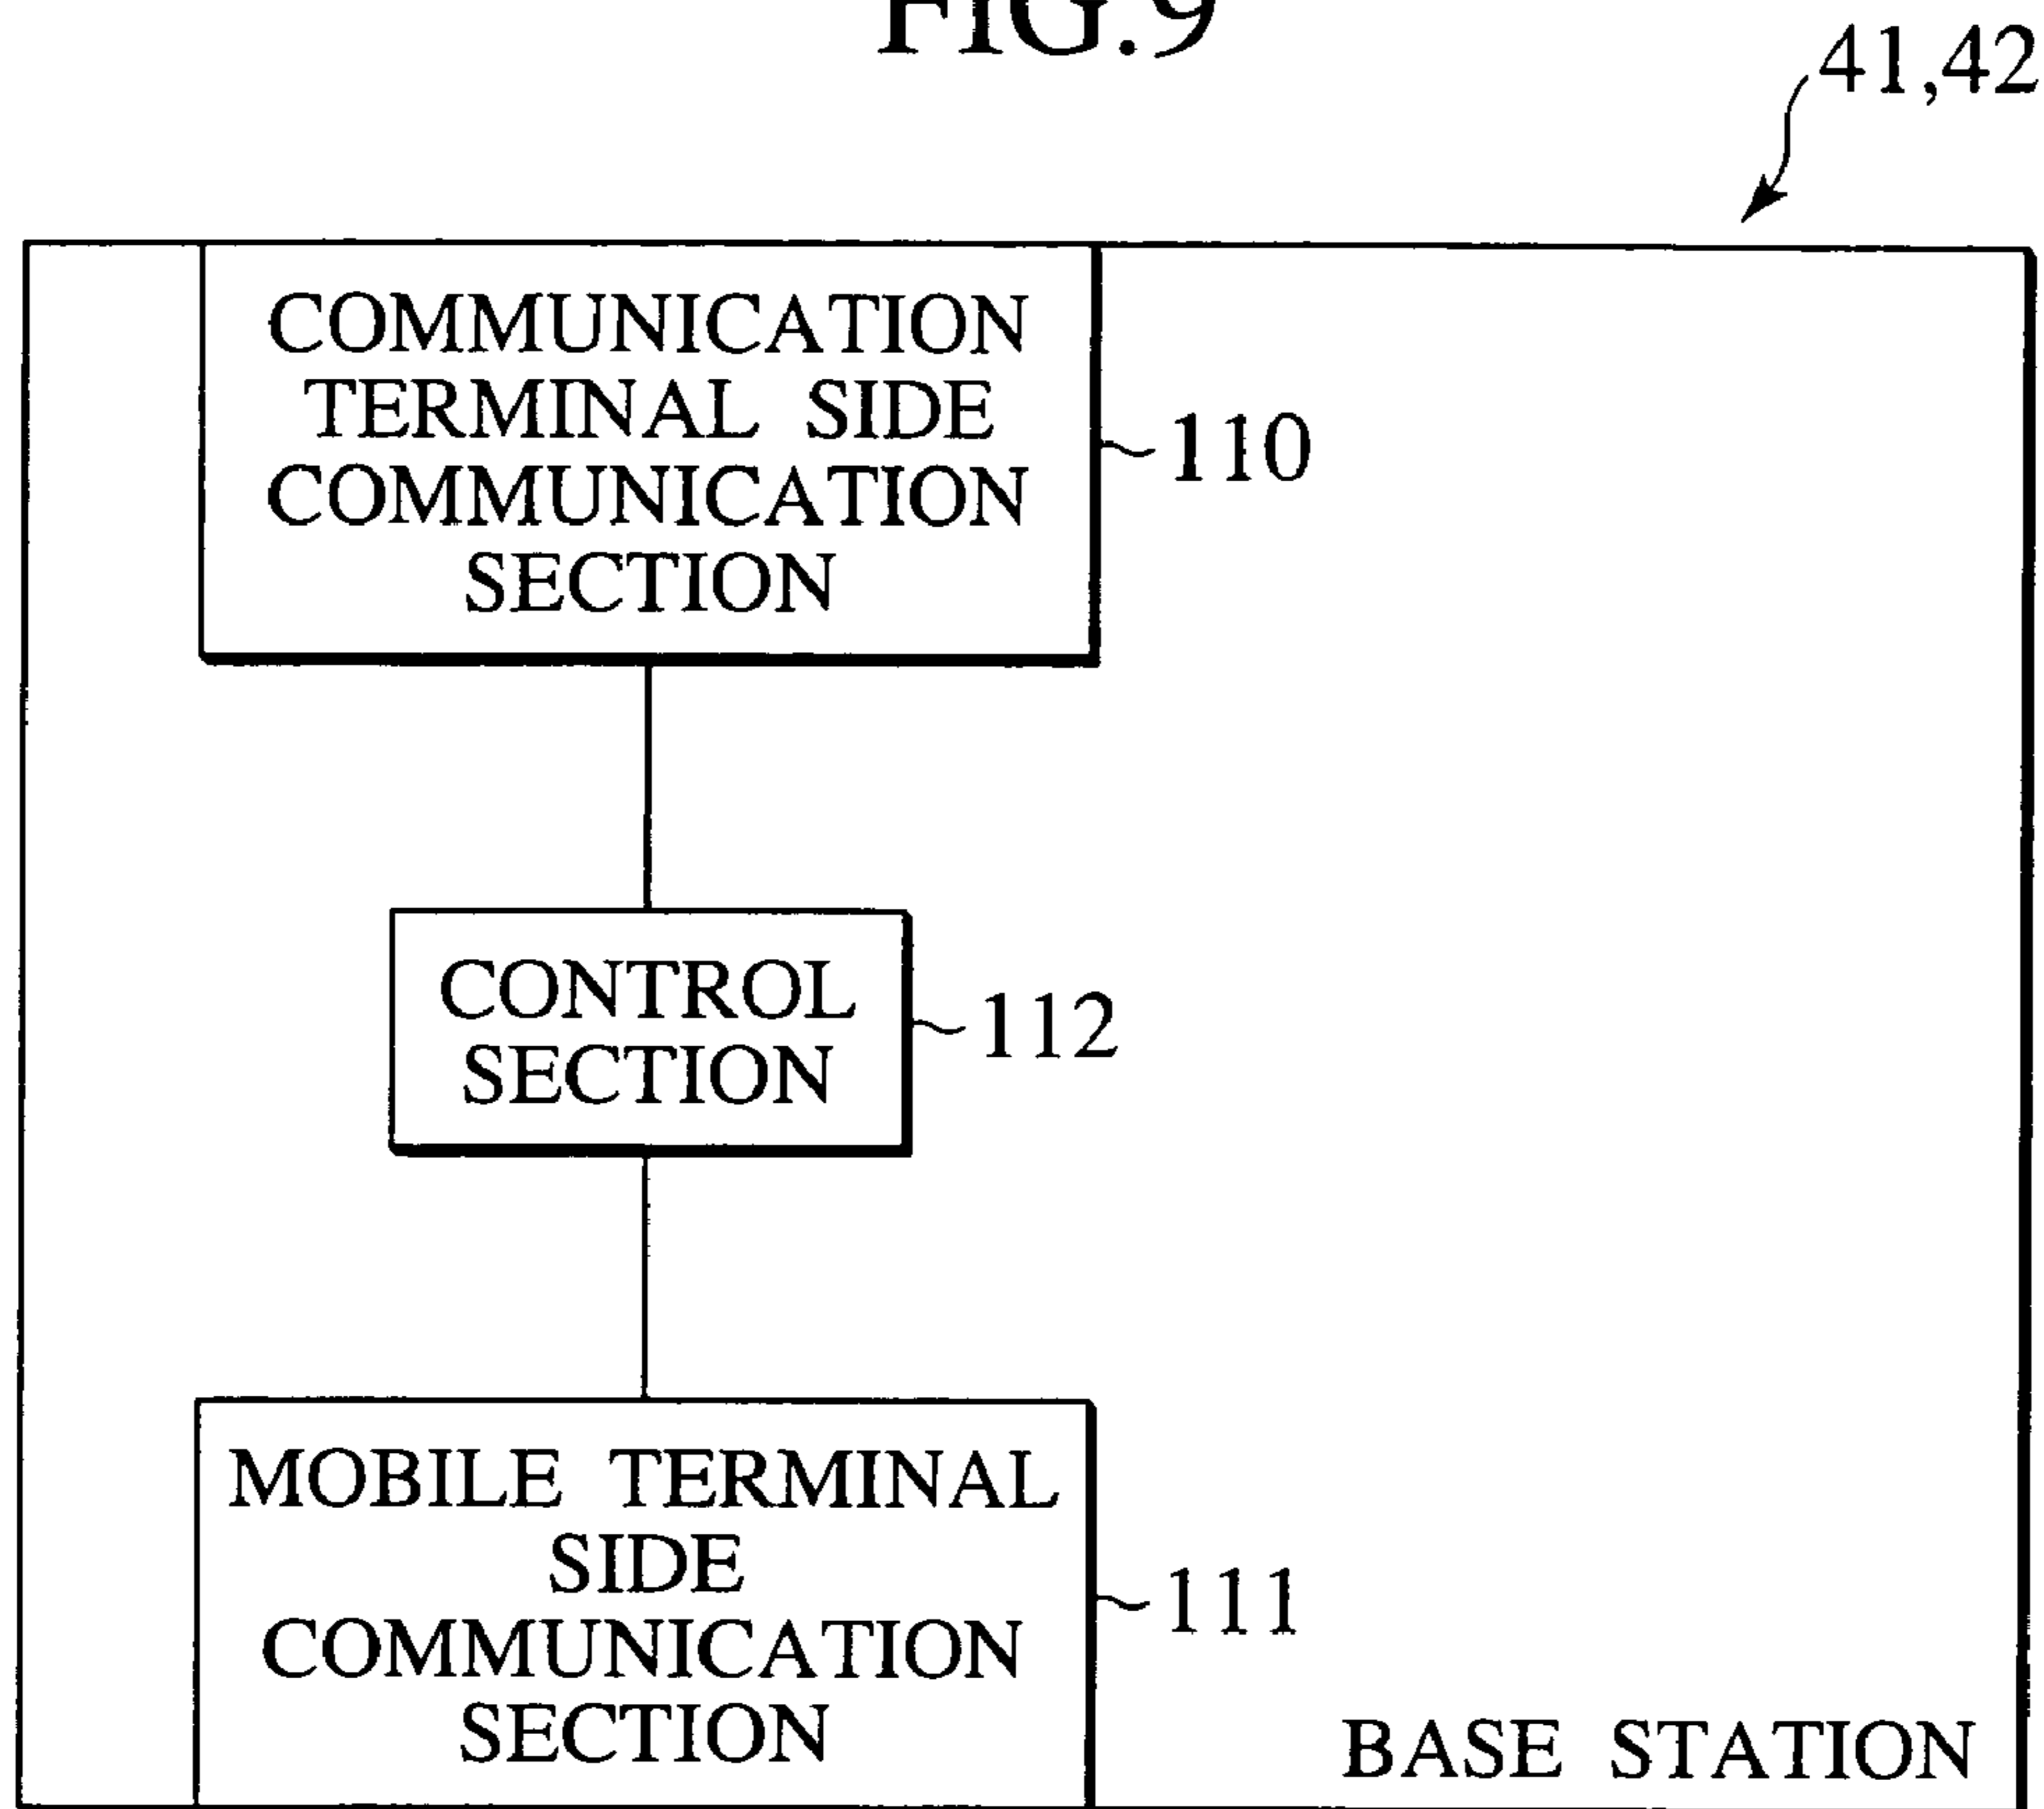 FIG.9
41,42
COMMUNICATION
TERMINAL SIDE
COMMUNICATION
SECTION
110
CONTROL
SECTION
112
MOBILE TERMINAL
SIDE
COMMUNICATION
SECTION
111
BASE STATION